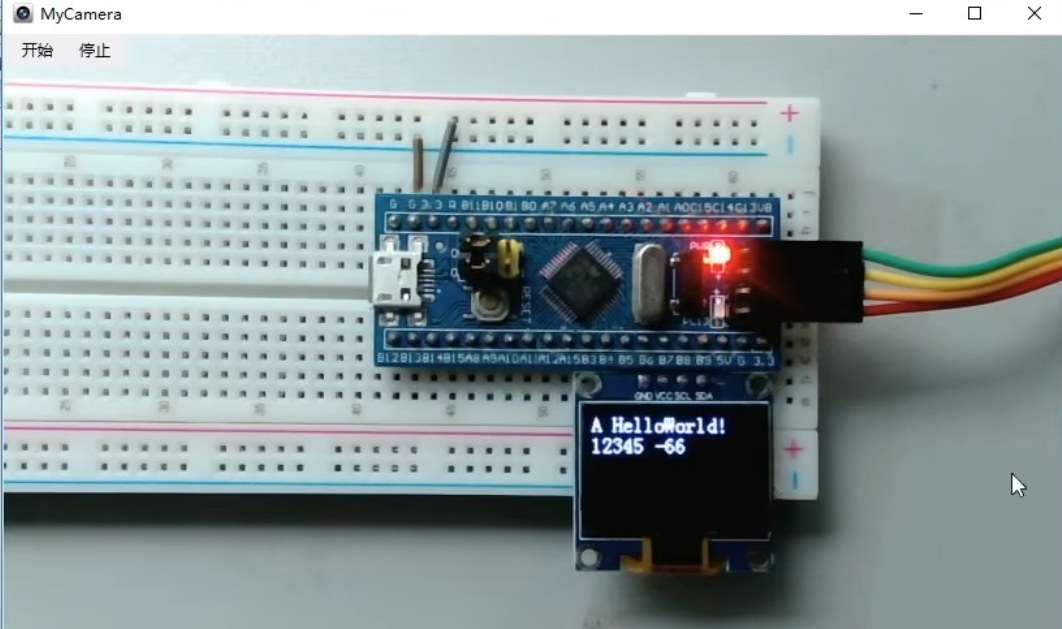 MyCamera
开始 停止
G G 3.3 R B11 B10 B1 B0 A7 A6 A5 A4 A3 A2 A1 A0 C15 C14 C13 VB
RESET
B12 B13 B14 B15 A8 A9 A10 A11 A12 A15 B3 B4 B5 B6 B7 B8 B9 5V G 3.3
GND VCC SCL SDA
A HelloWorld!
12345 -66